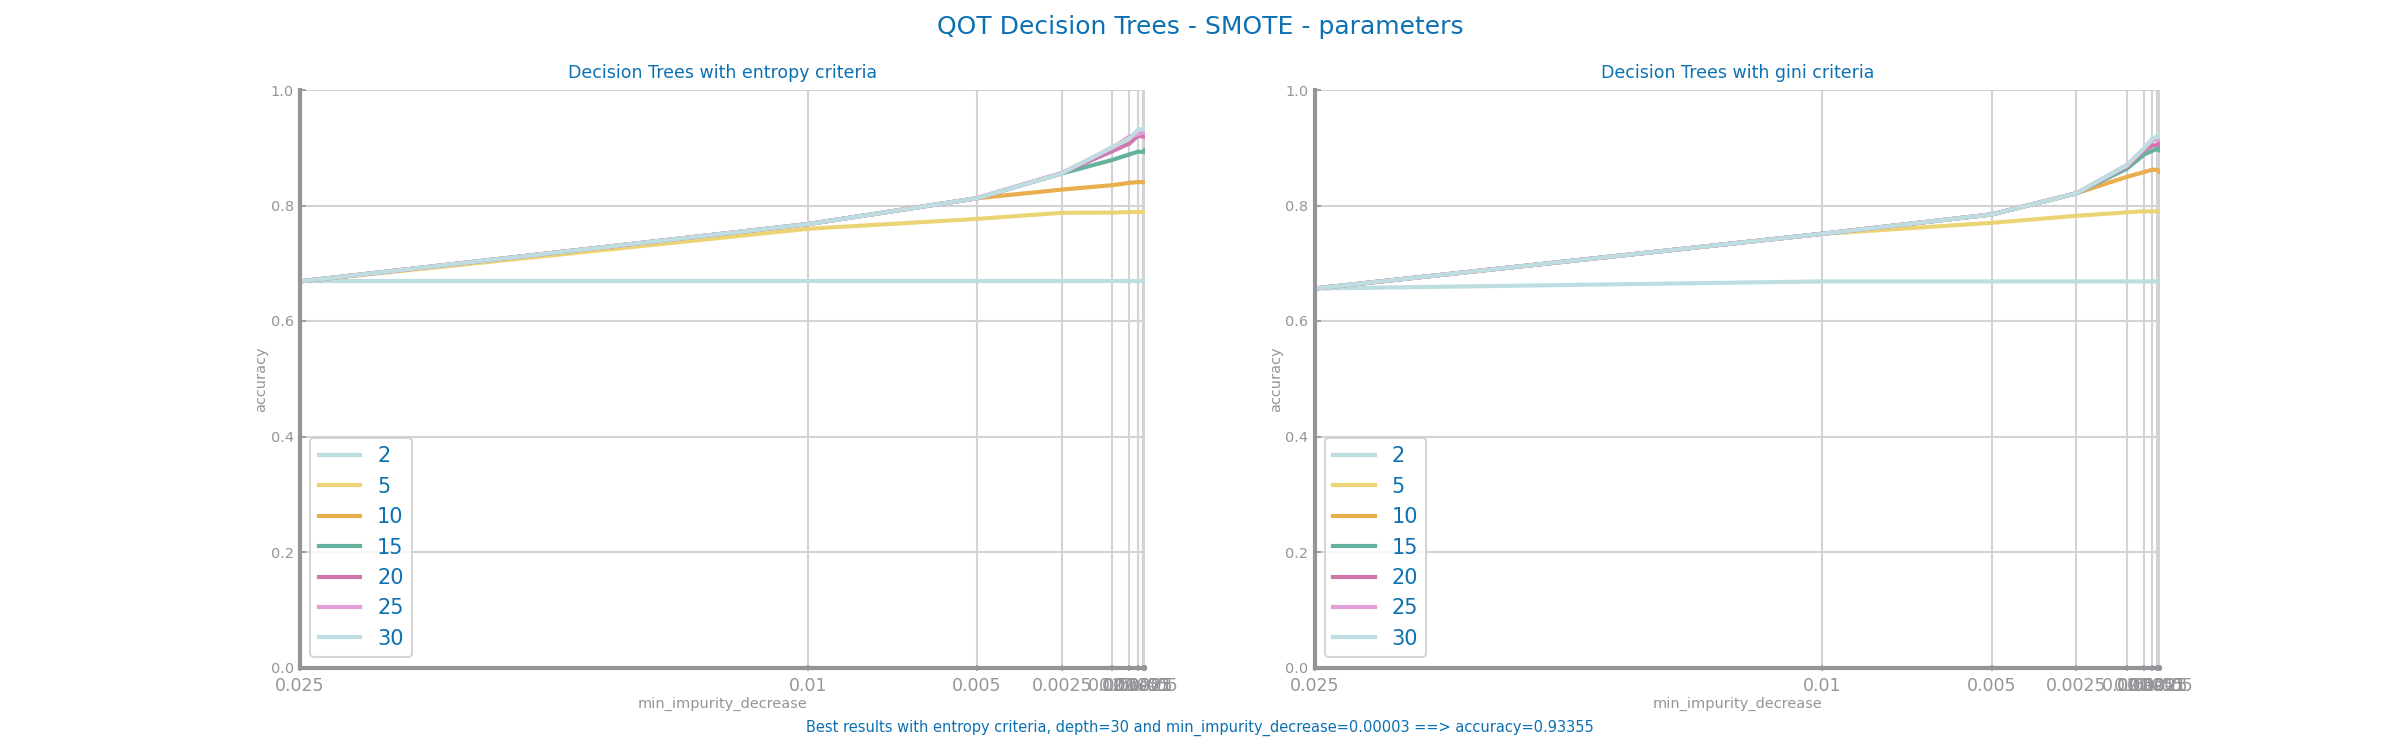 QOT Decision Trees - SMOTE - parameters
Decision Trees with entropy criteria
1.0
0.8
0.6
0.4
0.2
0.0
accuracy
2
5
10
15
20
25
30
0.025 0.01 0.005 0.0025
min_impurity_decrease
Decision Trees with gini criteria
1.0
0.8
0.6
0.4
0.2
0.0
accuracy
2
5
10
15
20
25
30
0.025 0.01 0.005 0.0025
min_impurity_decrease
Best results with entropy criteria, depth=30 and min_impurity_decrease=0.00003 ==> accuracy=0.93355